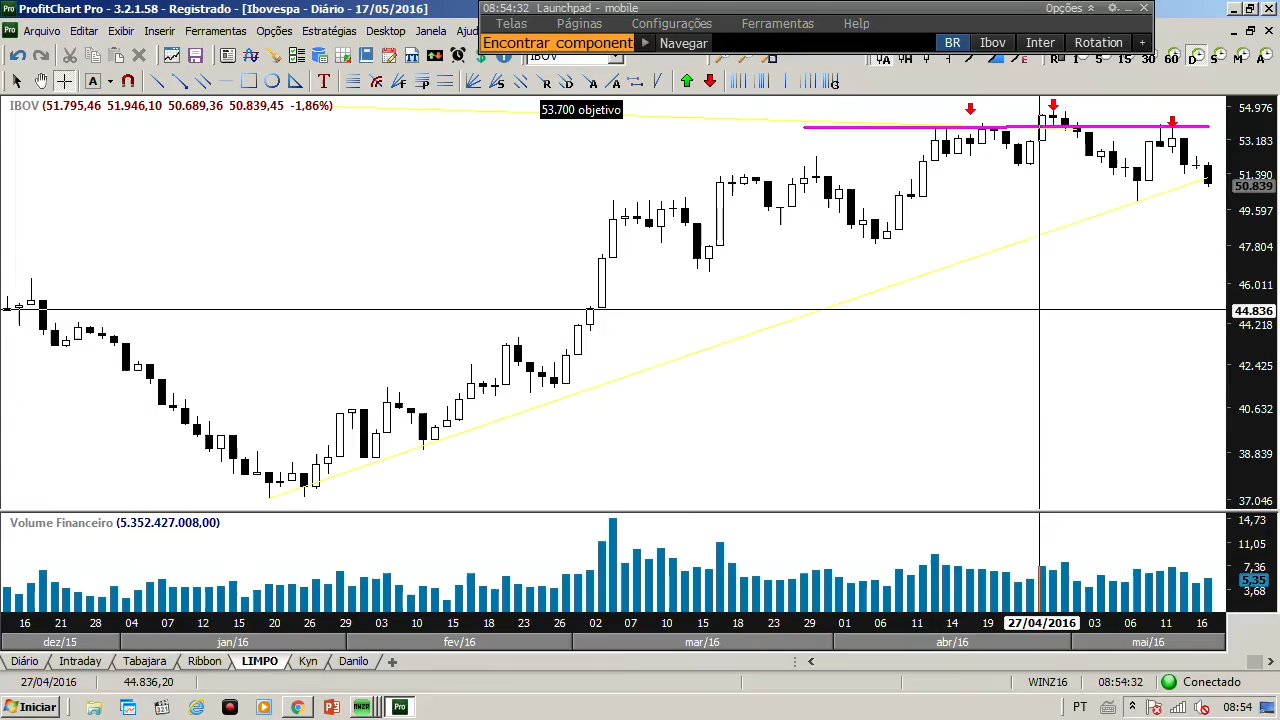 ProfitChart Pro - 3.2.1.58 - Registrado - [Ibovespa - Diário - 17/05/2016]
08:54:32 Launchpad - mobile
Opções
Telas Páginas Configurações Ferramentas Help
Arquivo Editar Exibir Inserir Ferramentas Opções Estratégias Desktop Janela Aju
Encontrar component Navegar BR Ibov Inter Rotation +
IBOV
IBOV (51.795,46 51.946,10 50.689,36 50.839,45 -1,86%)
53.700 objetivo
54.976
53.183
51.390
50.839
49.597
47.804
46.011
44.836
44.218
42.425
40.632
38.839
37.046
Volume Financeiro (5.352.427.008,00)
14,73
11,05
7,36
5,35
3,68
16 21 28 04 07 12 15 20 26 29 03 10 15 18 23 26 02 07 10 15 18 23 29 01 06 11 14 19 27/04/2016 03 06 11 16
dez/15 jan/16 fev/16 mar/16 abr/16 mai/16
Diário Intraday Tabajara Ribbon LIMPO Kyn Danilo
27/04/2016 44.836,20 WINZ16 08:54:32 Conectado
Iniciar PT 08:54